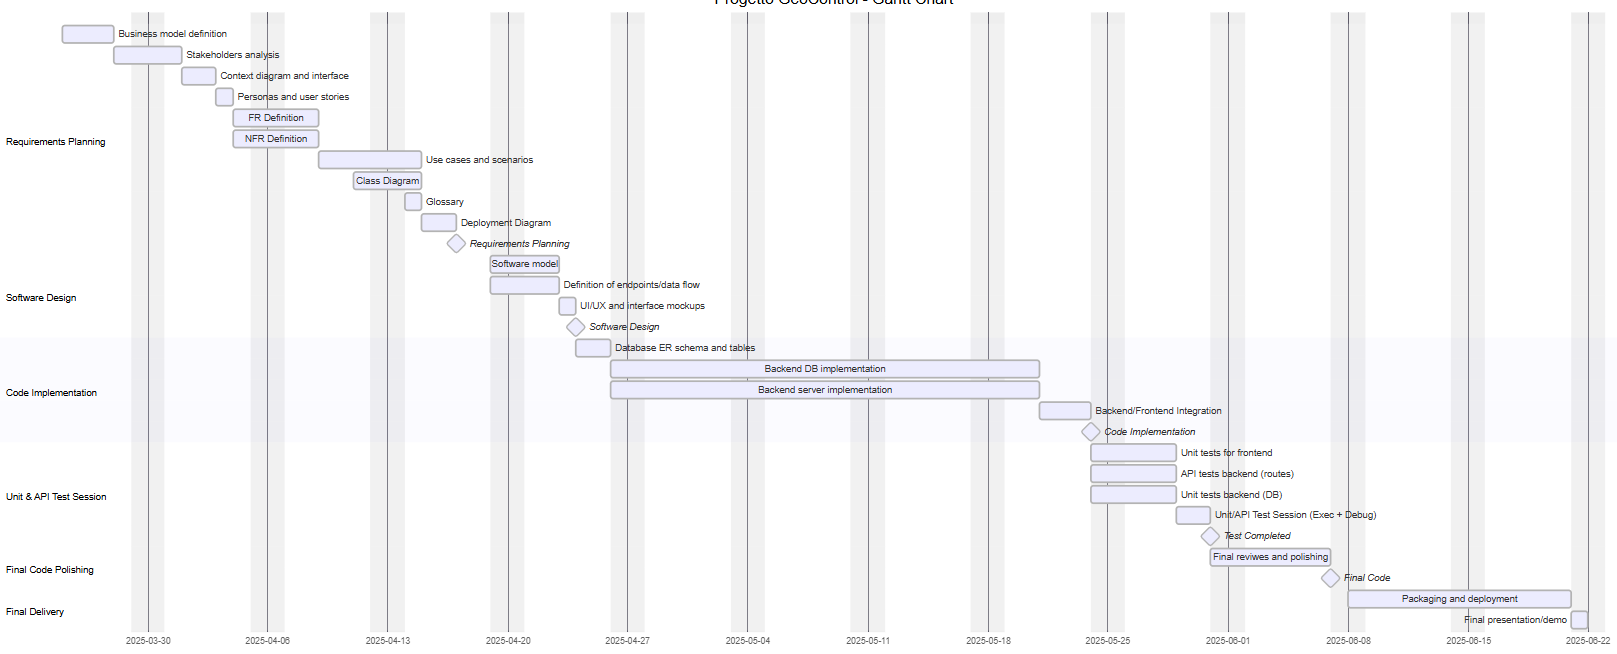 Progetto GeoControl - Gantt Chart
Business model definition
Stakeholders analysis
Context diagram and interface
Personas and user stories
FR Definition
NFR Definition
Requirements Planning
Use cases and scenarios
Class Diagram
Glossary
Deployment Diagram
Requirements Planning
Software model
Definition of endpoints/data flow
Software Design
UI/UX and interface mockups
Software Design
Database ER schema and tables
Backend DB implementation
Backend server implementation
Code Implementation
Backend/Frontend Integration
Code Implementation
Unit tests for frontend
API tests backend (routes)
Unit tests backend (DB)
Unit & API Test Session
Unit/API Test Session (Exec + Debug)
Test Completed
Final reviwes and polishing
Final Code Polishing
Final Code
Packaging and deployment
Final Delivery
Final presentation/demo
2025-03-30 2025-04-06 2025-04-13 2025-04-20 2025-04-27 2025-05-04 2025-05-11 2025-05-18 2025-05-25 2025-06-01 2025-06-08 2025-06-15 2025-06-22